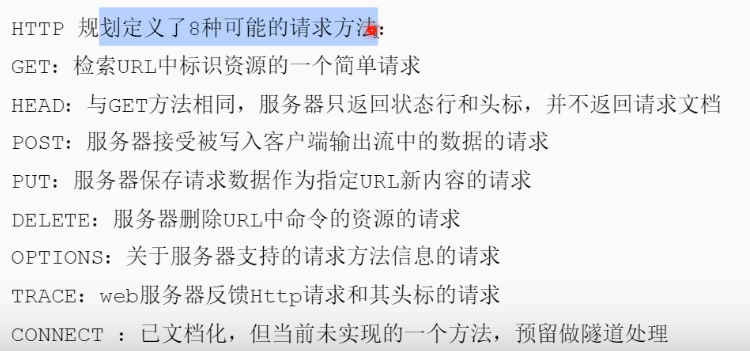 HTTP 规划定义了8种可能的请求方法:
GET: 检索URL中标识资源的一个简单请求
HEAD: 与GET方法相同，服务器只返回状态行和头标，并不返回请求文档
POST: 服务器接受被写入客户端输出流中的数据的请求
PUT: 服务器保存请求数据作为指定URL新内容的请求
DELETE: 服务器删除URL中命令的资源的请求
OPTIONS: 关于服务器支持的请求方法信息的请求
TRACE: web服务器反馈Http请求和其头标的请求
CONNECT : 已文档化，但当前未实现的一个方法，预留做隧道处理